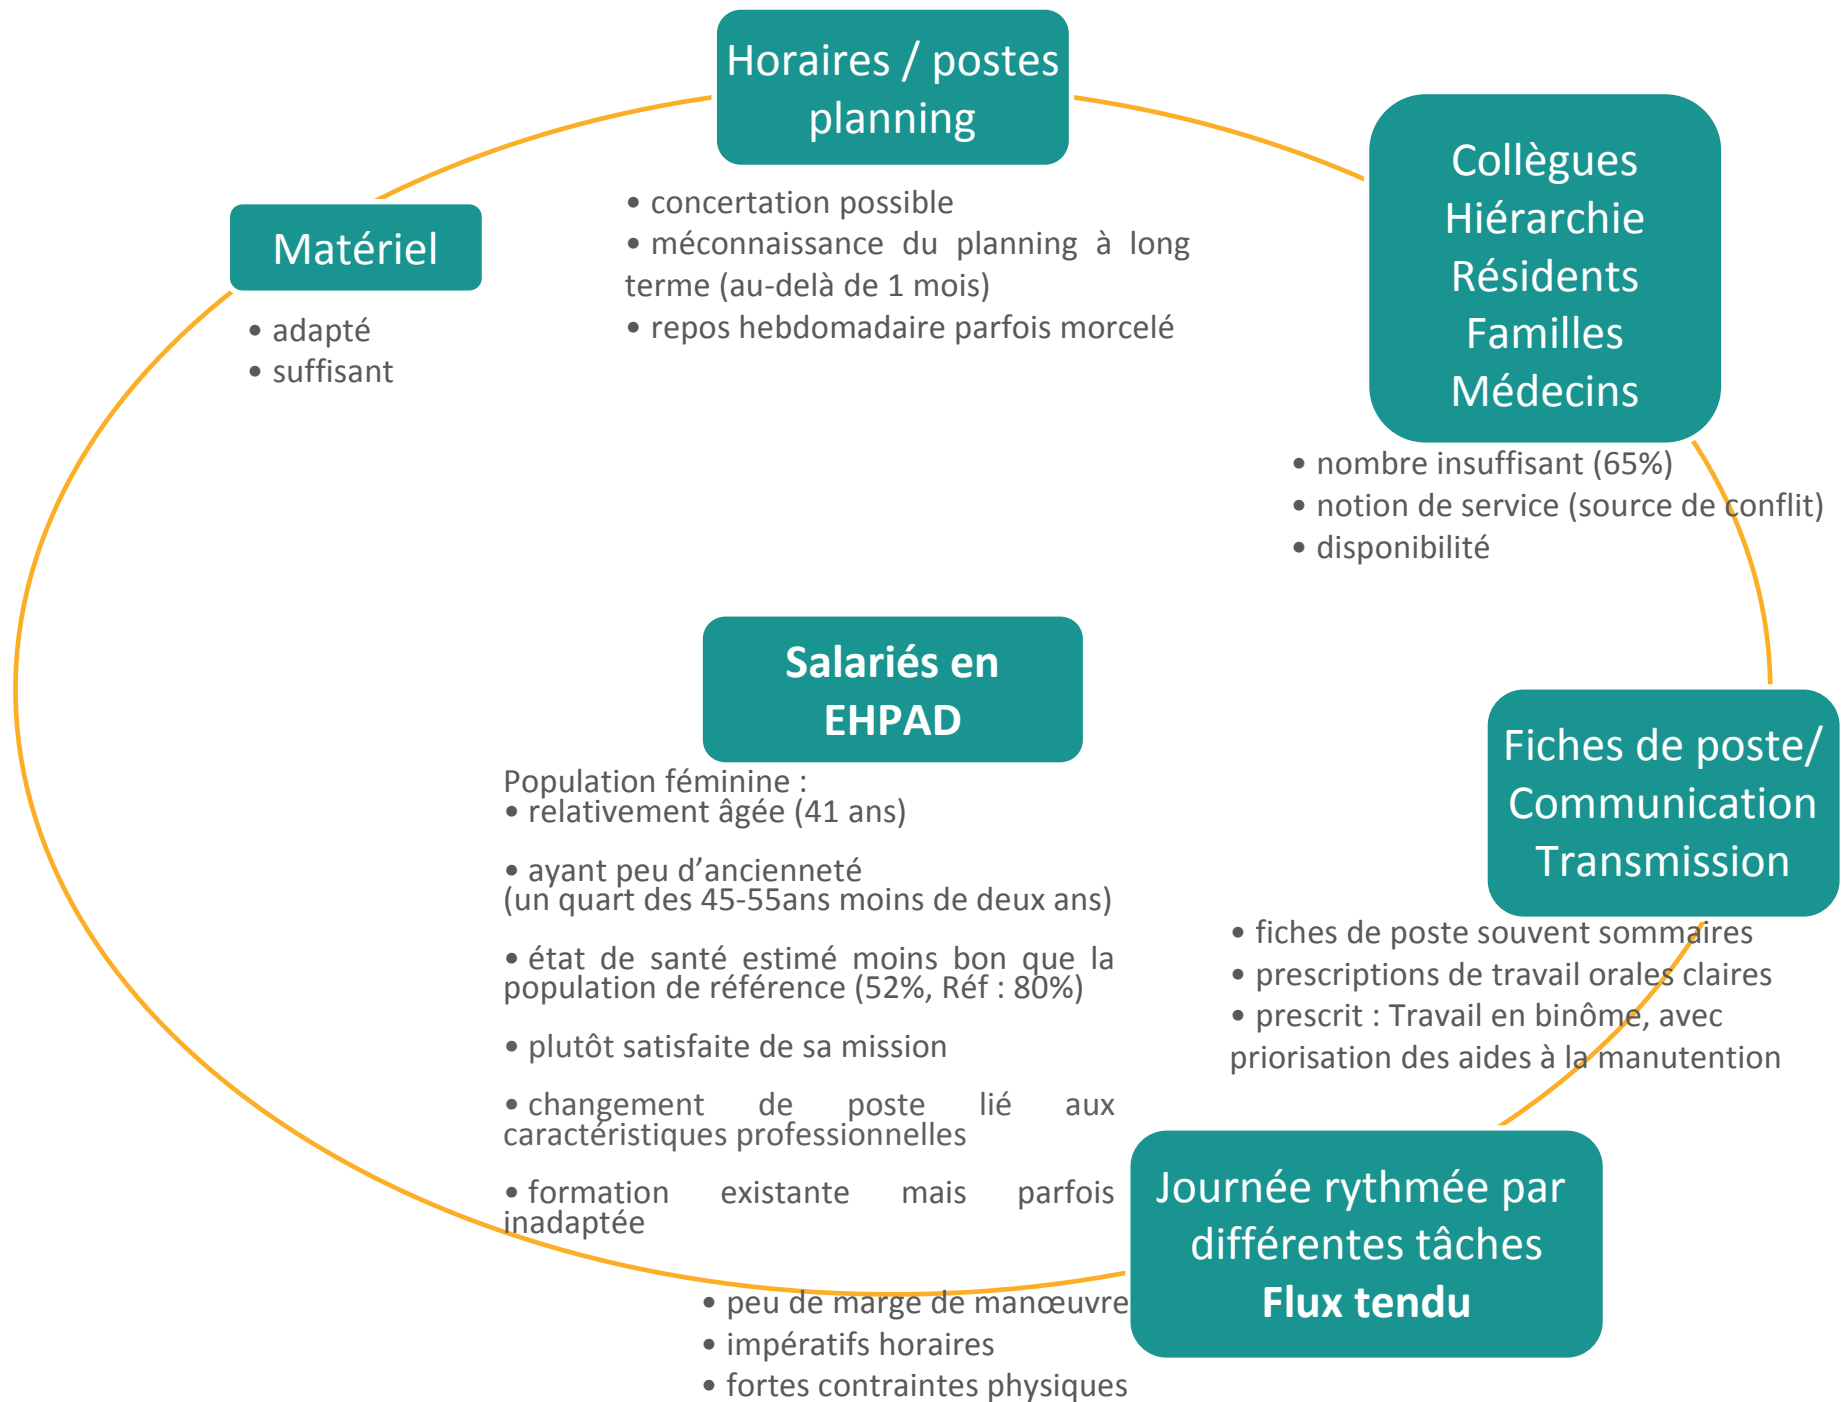 Horaires / postes
planning
• concertation possible
• méconnaissance du planning à long
terme (au-delà de 1 mois)
• repos hebdomadaire parfois morcelé
Matériel
• adapté
• suffisant
Collègues
Hiérarchie
Résidents
Familles
Médecins
• nombre insuffisant (65%)
• notion de service (source de conflit)
• disponibilité
Salariés en
EHPAD
Population féminine :
• relativement âgée (41 ans)
• ayant peu d’ancienneté
(un quart des 45-55ans moins de deux ans)
• état de santé estimé moins bon que la
population de référence (52%, Réf : 80%)
• plutôt satisfaite de sa mission
• changement de poste lié aux
caractéristiques professionnelles
• formation existante mais parfois
inadaptée
Fiches de poste/
Communication
Transmission
• fiches de poste souvent sommaires
• prescriptions de travail orales claires
• prescrit : Travail en binôme, avec
priorisation des aides à la manutention
Journée rythmée par
différentes tâches
Flux tendu
• peu de marge de manœuvre
• impératifs horaires
• fortes contraintes physiques